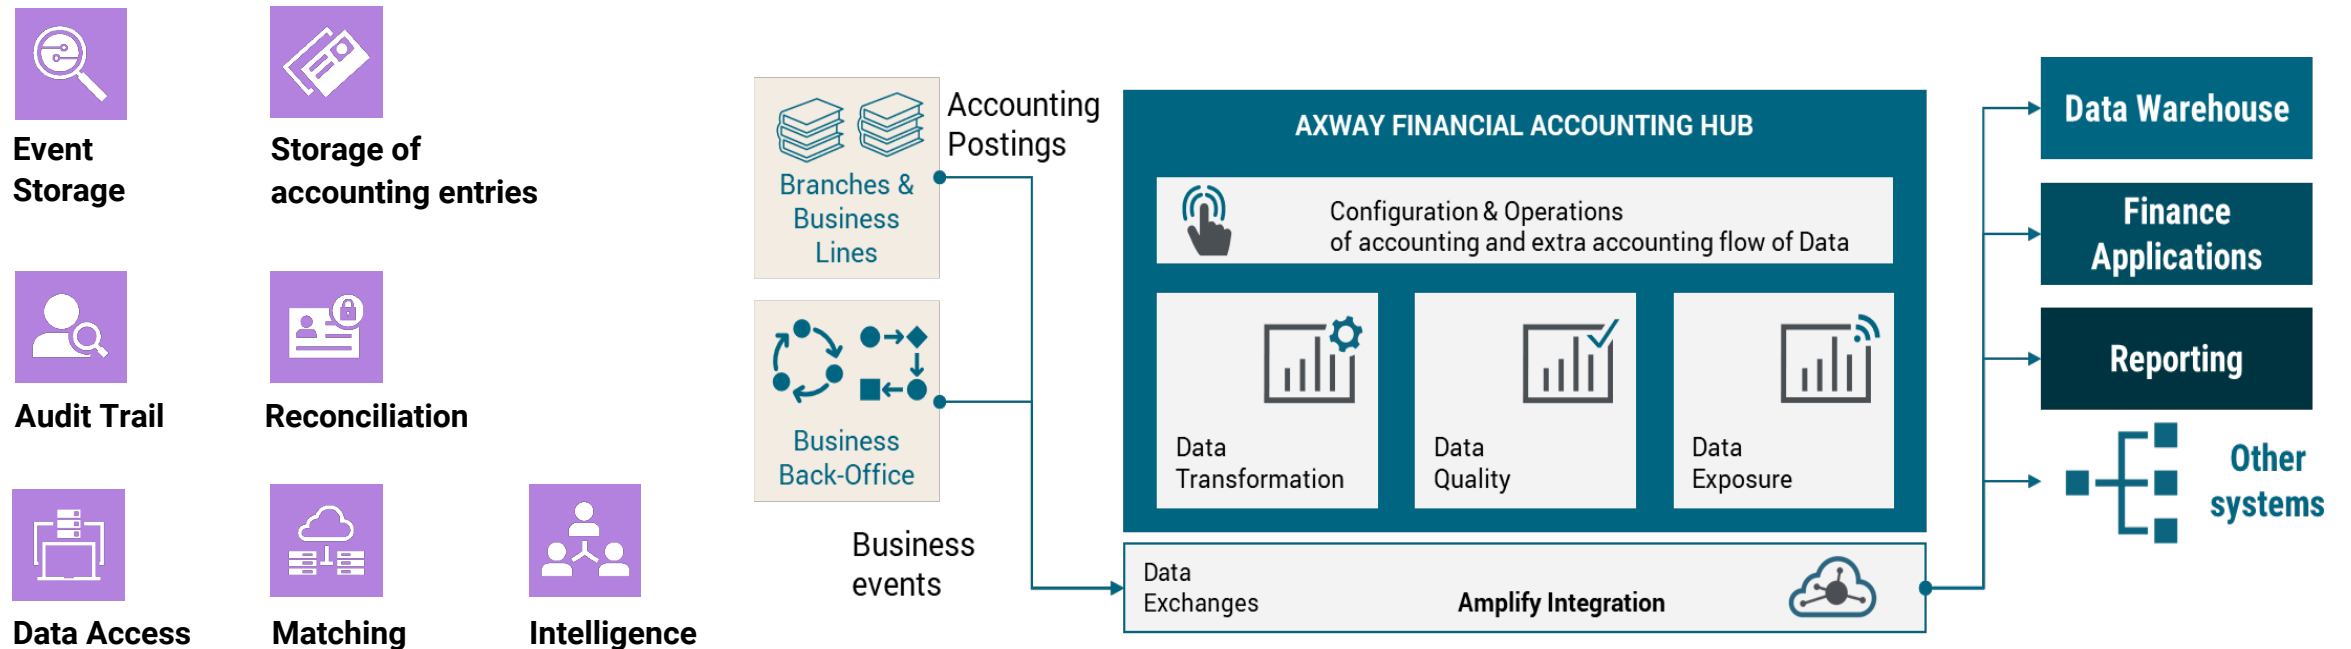 Event
Storage
Storage of
accounting entries
Audit Trail
Reconciliation
Data Access
Matching
Intelligence
Accounting
Postings
Branches &
Business
Lines
Business
Back-Office
Business
events
AXWAY FINANCIAL ACCOUNTING HUB
Configuration & Operations
of accounting and extra accounting flow of Data
Data
Transformation
Data
Quality
Data
Exposure
Data
Exchanges
Amplify Integration
Data Warehouse
Finance
Applications
Reporting
Other
systems